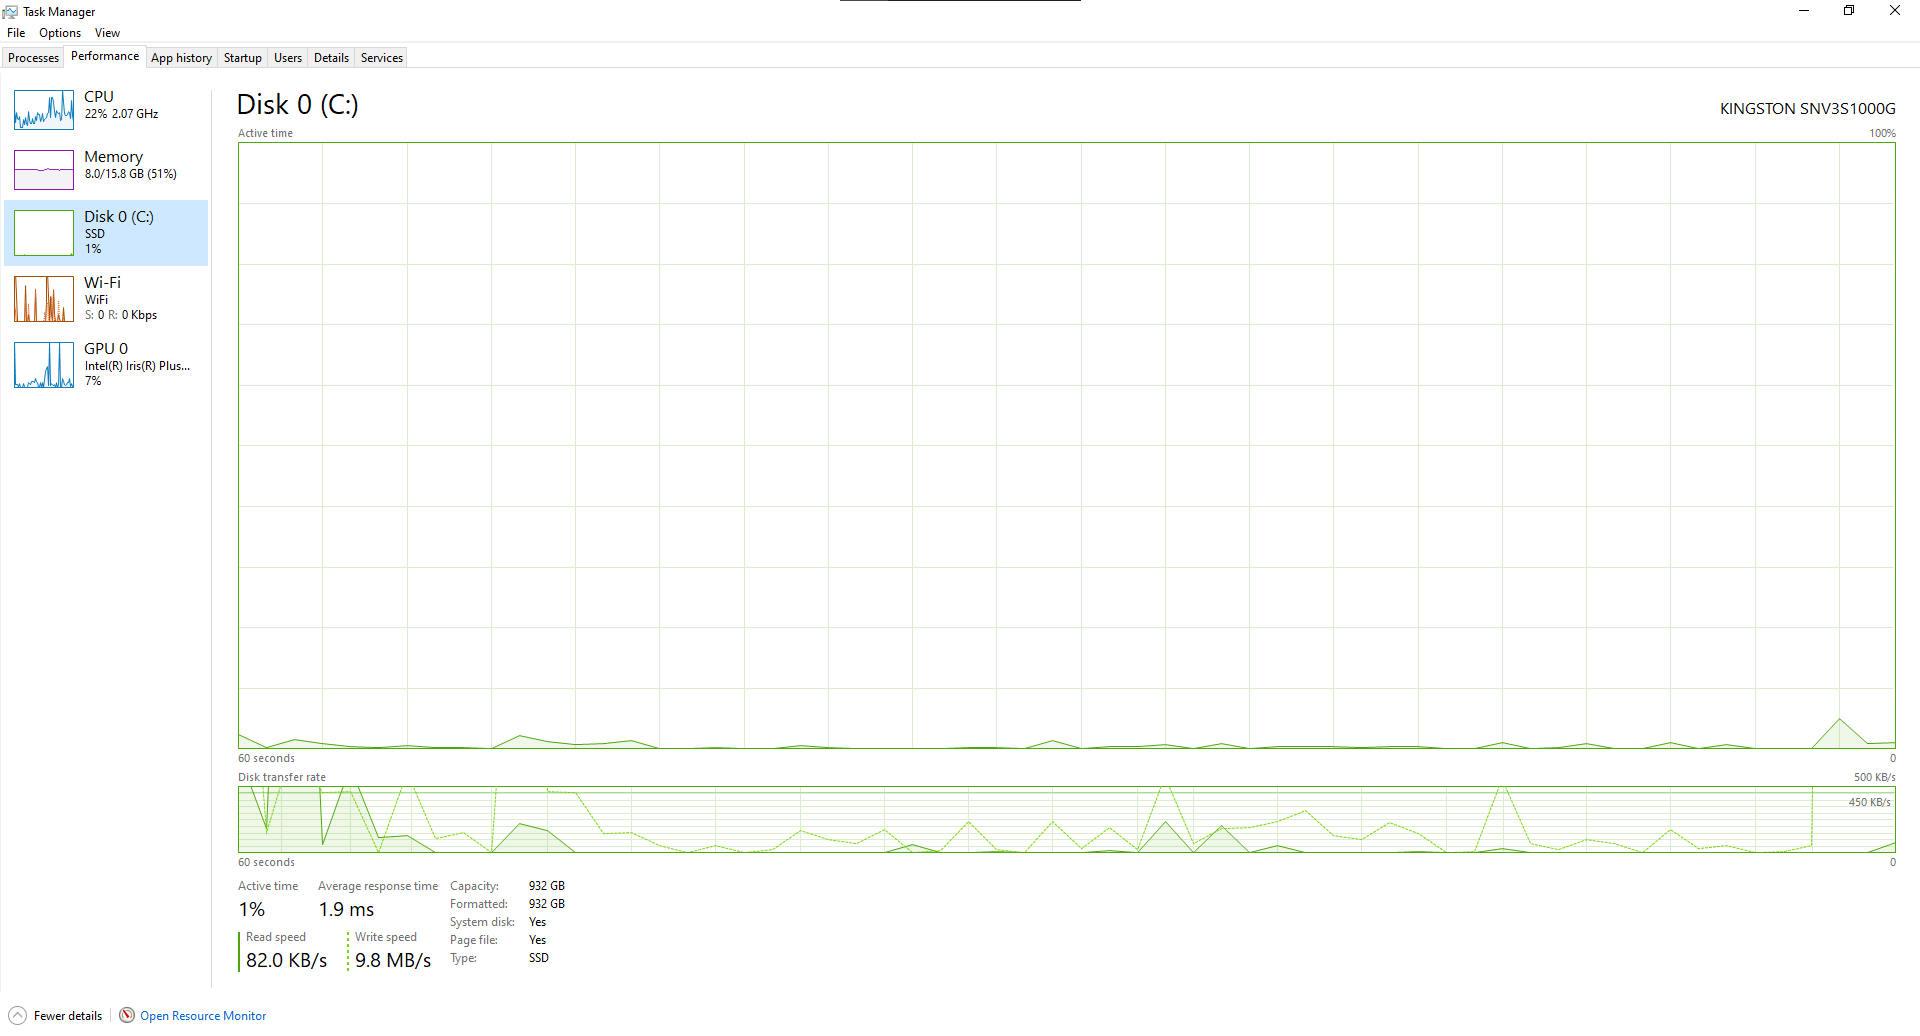 Task Manager
File Options View
Processes Performance App history Startup Users Details Services
CPU
22% 2.07 GHz
Memory
8.0/15.8 GB (51%)
Disk 0 (C:)
SSD
1%
Wi-Fi
WiFi
S: 0 R: 0 Kbps
GPU 0
Intel(R) Iris(R) Plus...
7%
Disk 0 (C:)
KINGSTON SNV3S1000G
Active time
100%
60 seconds
0
Disk transfer rate
500 KB/s
450 KB/s
60 seconds
0
Active time
1%
Average response time
1.9 ms
Read speed
82.0 KB/s
Write speed
9.8 MB/s
Capacity: 932 GB
Formatted: 932 GB
System disk: Yes
Page file: Yes
Type: SSD
Fewer details
Open Resource Monitor